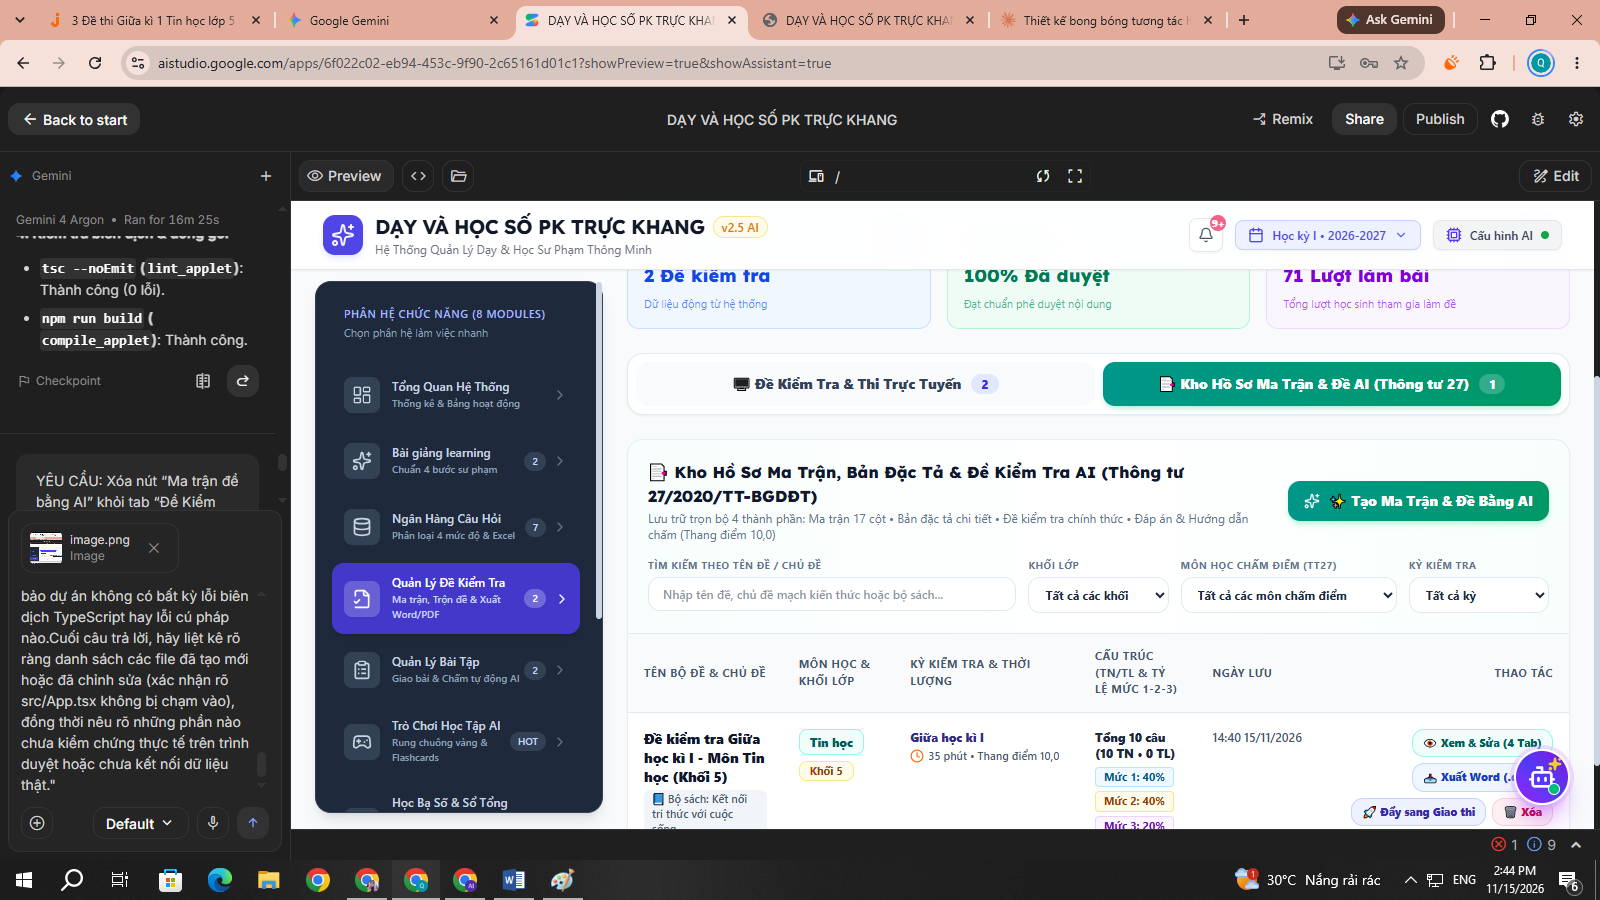 3 Đề thi Giữa kì 1 Tin học lớp 5
Google Gemini
DẠY VÀ HỌC SỐ PK TRỰC KHA
DẠY VÀ HỌC SỐ PK TRỰC KHA
Thiết kế bong bóng tương tác
Ask Gemini
aistudio.google.com/apps/6f022c02-eb94-453c-9f90-2c65161d01c1?showPreview=true&showAssistant=true
Q
Back to start
DẠY VÀ HỌC SỐ PK TRỰC KHANG
Remix
Share
Publish
Gemini
Preview
/
Edit
Gemini 4 Argon • Ran for 16m 25s
tsc --noEmit (lint_applet):
Thành công (0 lỗi).
npm run build (
compile_applet): Thành công.
Checkpoint
YÊU CẦU: Xóa nút “Ma trận đề
bằng AI” khỏi tab “Đề Kiểm
image.png
Image
bảo dự án không có bất kỳ lỗi biên
dịch TypeScript hay lỗi cú pháp
nào.Cuối câu trả lời, hãy liệt kê rõ
ràng danh sách các file đã tạo mới
hoặc đã chỉnh sửa (xác nhận rõ
src/App.tsx không bị chạm vào),
đồng thời nêu rõ những phần nào
chưa kiểm chứng thực tế trên trình
duyệt hoặc chưa kết nối dữ liệu
thật."
Default
DẠY VÀ HỌC SỐ PK TRỰC KHANG
v2.5 AI
Hệ Thống Quản Lý Dạy & Học Sư Phạm Thông Minh
9+
Học kỳ I • 2026-2027
Cấu hình AI
PHÂN HỆ CHỨC NĂNG (8 MODULES)
Chọn phân hệ làm việc nhanh
Tổng Quan Hệ Thống
Thống kê & Bảng hoạt động
Bài giảng learning
Chuẩn 4 bước sư phạm
2
Ngân Hàng Câu Hỏi
Phân loại 4 mức độ & Excel
7
Quản Lý Đề Kiểm Tra
Ma trận, Trộn đề & Xuất
Word/PDF
2
Quản Lý Bài Tập
Giao bài & Chấm tự động AI
2
Trò Chơi Học Tập AI
Rung chuông vàng &
Flashcards
HOT
Học Bạ Số & Sổ Tổng
2 Đề kiểm tra
Dữ liệu động từ hệ thống
100% Đã duyệt
Đạt chuẩn phê duyệt nội dung
71 Lượt làm bài
Tổng lượt học sinh tham gia làm đề
Đề Kiểm Tra & Thi Trực Tuyến 2
Kho Hồ Sơ Ma Trận & Đề AI (Thông tư 27) 1
Kho Hồ Sơ Ma Trận, Bản Đặc Tả & Đề Kiểm Tra AI (Thông tư
27/2020/TT-BGDĐT)
Lưu trữ trọn bộ 4 thành phần: Ma trận 17 cột • Bản đặc tả chi tiết • Đề kiểm tra chính thức • Đáp án & Hướng dẫn
chấm (Thang điểm 10,0)
Tạo Ma Trận & Đề Bằng AI
TÌM KIẾM THEO TÊN ĐỀ / CHỦ ĐỀ
KHỐI LỚP
MÔN HỌC CHẤM ĐIỂM (TT27)
KỲ KIỂM TRA
Nhập tên đề, chủ đề mạch kiến thức hoặc bộ sách...
Tất cả các khối
Tất cả các môn chấm điểm
Tất cả kỳ
TÊN BỘ ĐỀ & CHỦ ĐỀ
MÔN HỌC &
KHỐI LỚP
KỲ KIỂM TRA & THỜI
LƯỢNG
CẤU TRÚC
(TN/TL & TỶ
LỆ MỨC 1-2-3)
NGÀY LƯU
THAO TÁC
Đề kiểm tra Giữa
học kì I - Môn Tin
học (Khối 5)
Bộ sách: Kết nối
tri thức với cuộc
sống
Tin học
Khối 5
Giữa học kì I
35 phút • Thang điểm 10,0
Tổng 10 câu
(10 TN • 0 TL)
Mức 1: 40%
Mức 2: 40%
Mức 3: 20%
14:40 15/11/2026
Xem & Sửa (4 Tab)
Xuất Word (.
Đẩy sang Giao thi
Xóa
1
9
30°C Nắng rải rác
ENG
2:44 PM
11/15/2026
6